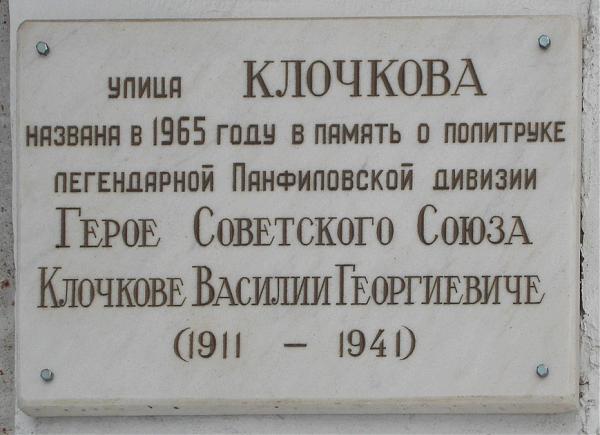 улица КЛОЧКОВА
названа в 1965 году в память о политруке
легендарной Панфиловской дивизии
Герое Советского Союза
Клочкове Василии Георгиевиче
(1911 – 1941)